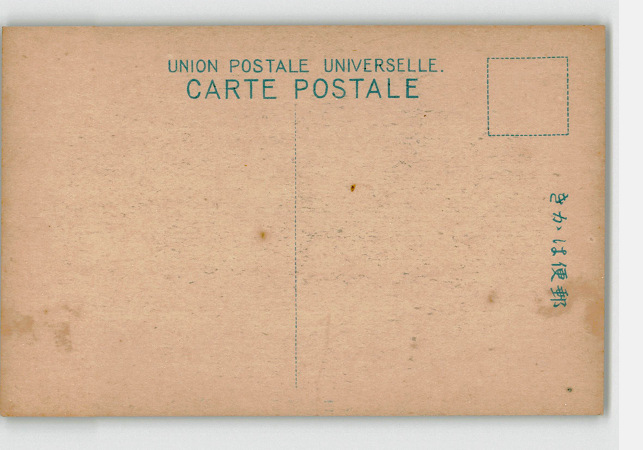 UNION POSTALE UNIVERSELLE.
CARTE POSTALE
きかは便郵